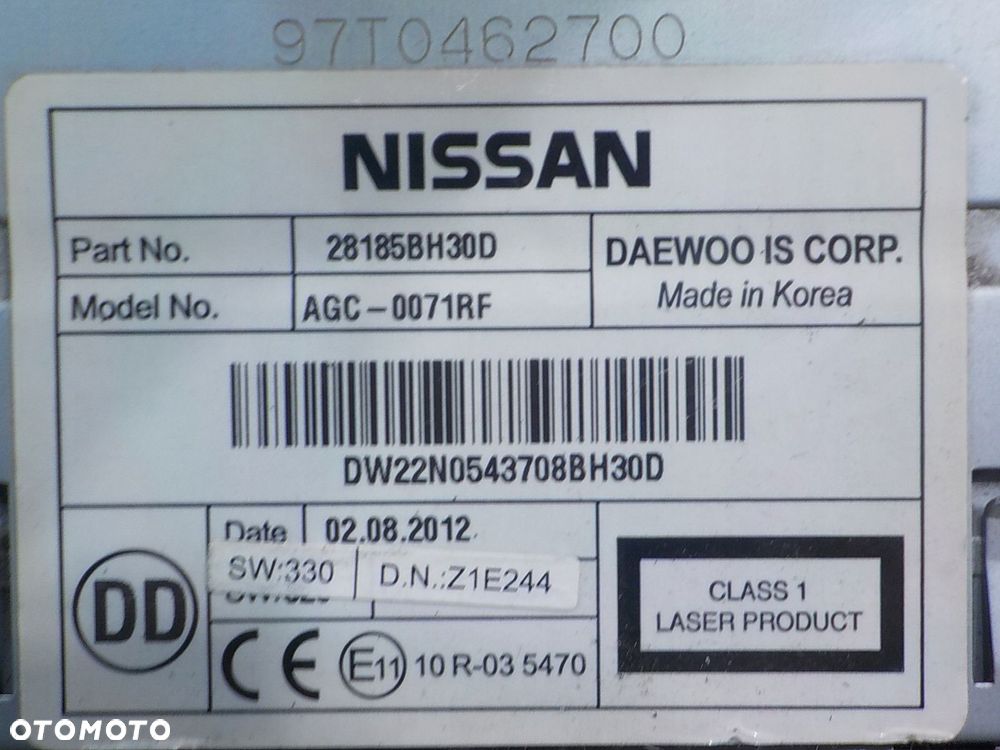 97T0462700
NISSAN
Part No. 28185BH30D
DAEWOO IS CORP.
Made in Korea
Model No. AGC-0071RF
DW22N0543708BH30D
DD
Date 02.08.2012
SW:330 D.N.:Z1E244
CE E11 10 R-03 5470
CLASS 1
LASER PRODUCT
OTOMOTO